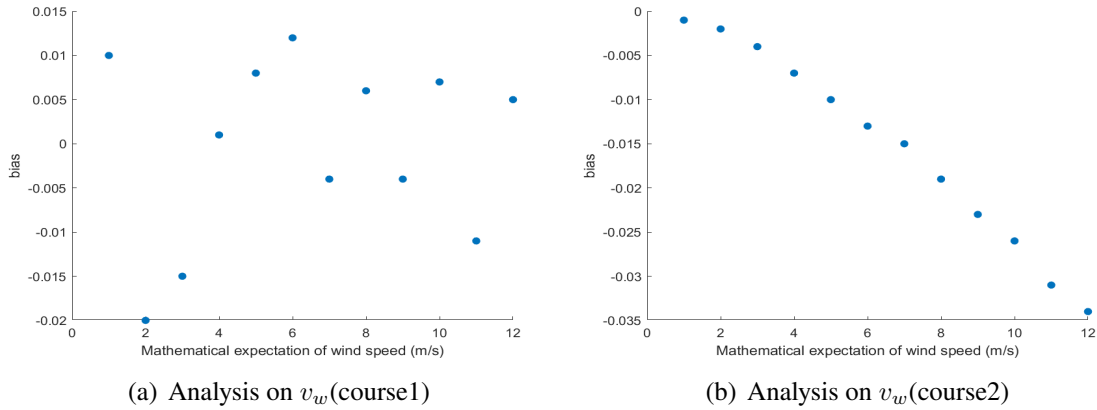 0.015
0.01
0.005
0
-0.005
-0.01
-0.015
-0.02
bias
0 2 4 6 8 10 12
Mathematical expectation of wind speed (m/s)
(a) Analysis on v_w(course1)
0
-0.005
-0.01
-0.015
-0.02
-0.025
-0.03
-0.035
bias
0 2 4 6 8 10 12
Mathematical expectation of wind speed (m/s)
(b) Analysis on v_w(course2)